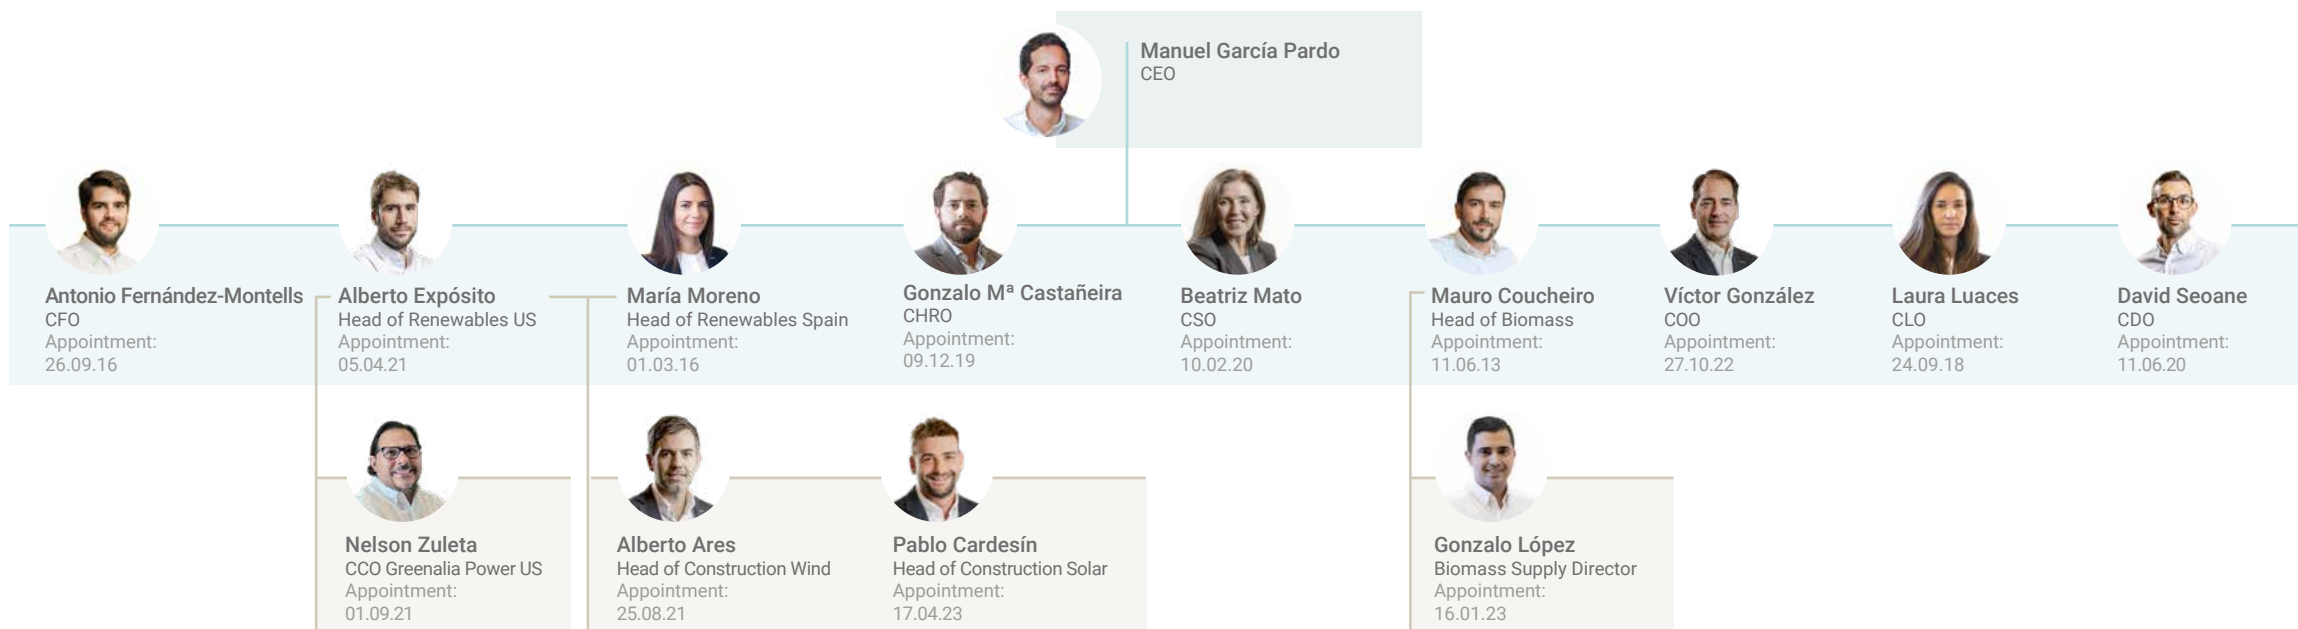 Manuel García Pardo
CEO
Antonio Fernández-Montells
CFO
Appointment:
26.09.16
Alberto Expósito
Head of Renewables US
Appointment:
05.04.21
María Moreno
Head of Renewables Spain
Appointment:
01.03.16
Gonzalo Mª Castañeira
CHRO
Appointment:
09.12.19
Beatriz Mato
CSO
Appointment:
10.02.20
Mauro Coucheiro
Head of Biomass
Appointment:
11.06.13
Víctor González
COO
Appointment:
27.10.22
Laura Luaces
CLO
Appointment:
24.09.18
David Seoane
CDO
Appointment:
11.06.20
Nelson Zuleta
CCO Greenalia Power US
Appointment:
01.09.21
Alberto Ares
Head of Construction Wind
Appointment:
25.08.21
Pablo Cardesín
Head of Construction Solar
Appointment:
17.04.23
Gonzalo López
Biomass Supply Director
Appointment:
16.01.23